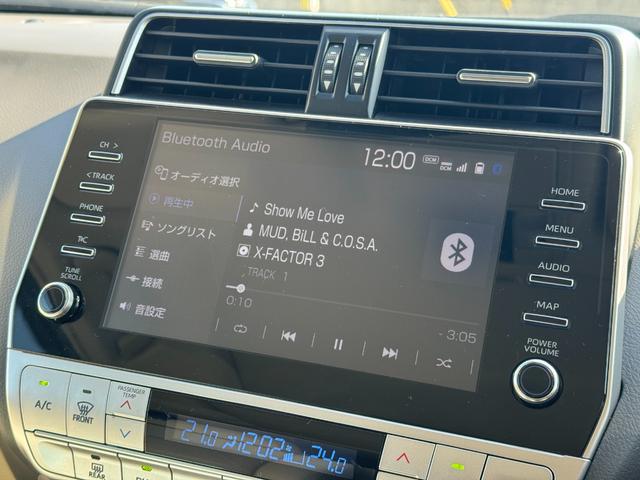 Bluetooth Audio
12:00 DCM DCM
オーディオ選択
再生中
ソングリスト
選曲
接続
音設定
Show Me Love
MUD, BiLL & C.O.S.A.
X-FACTOR 3
TRACK 1
0:10
- 3:05
CH >
< TRACK
PHONE
TUNE
SCROLL
HOME
MENU
AUDIO
MAP
POWER
VOLUME
A/C
FRONT
PASSENGER
TEMP
21.0 12:02 24.0
REAR